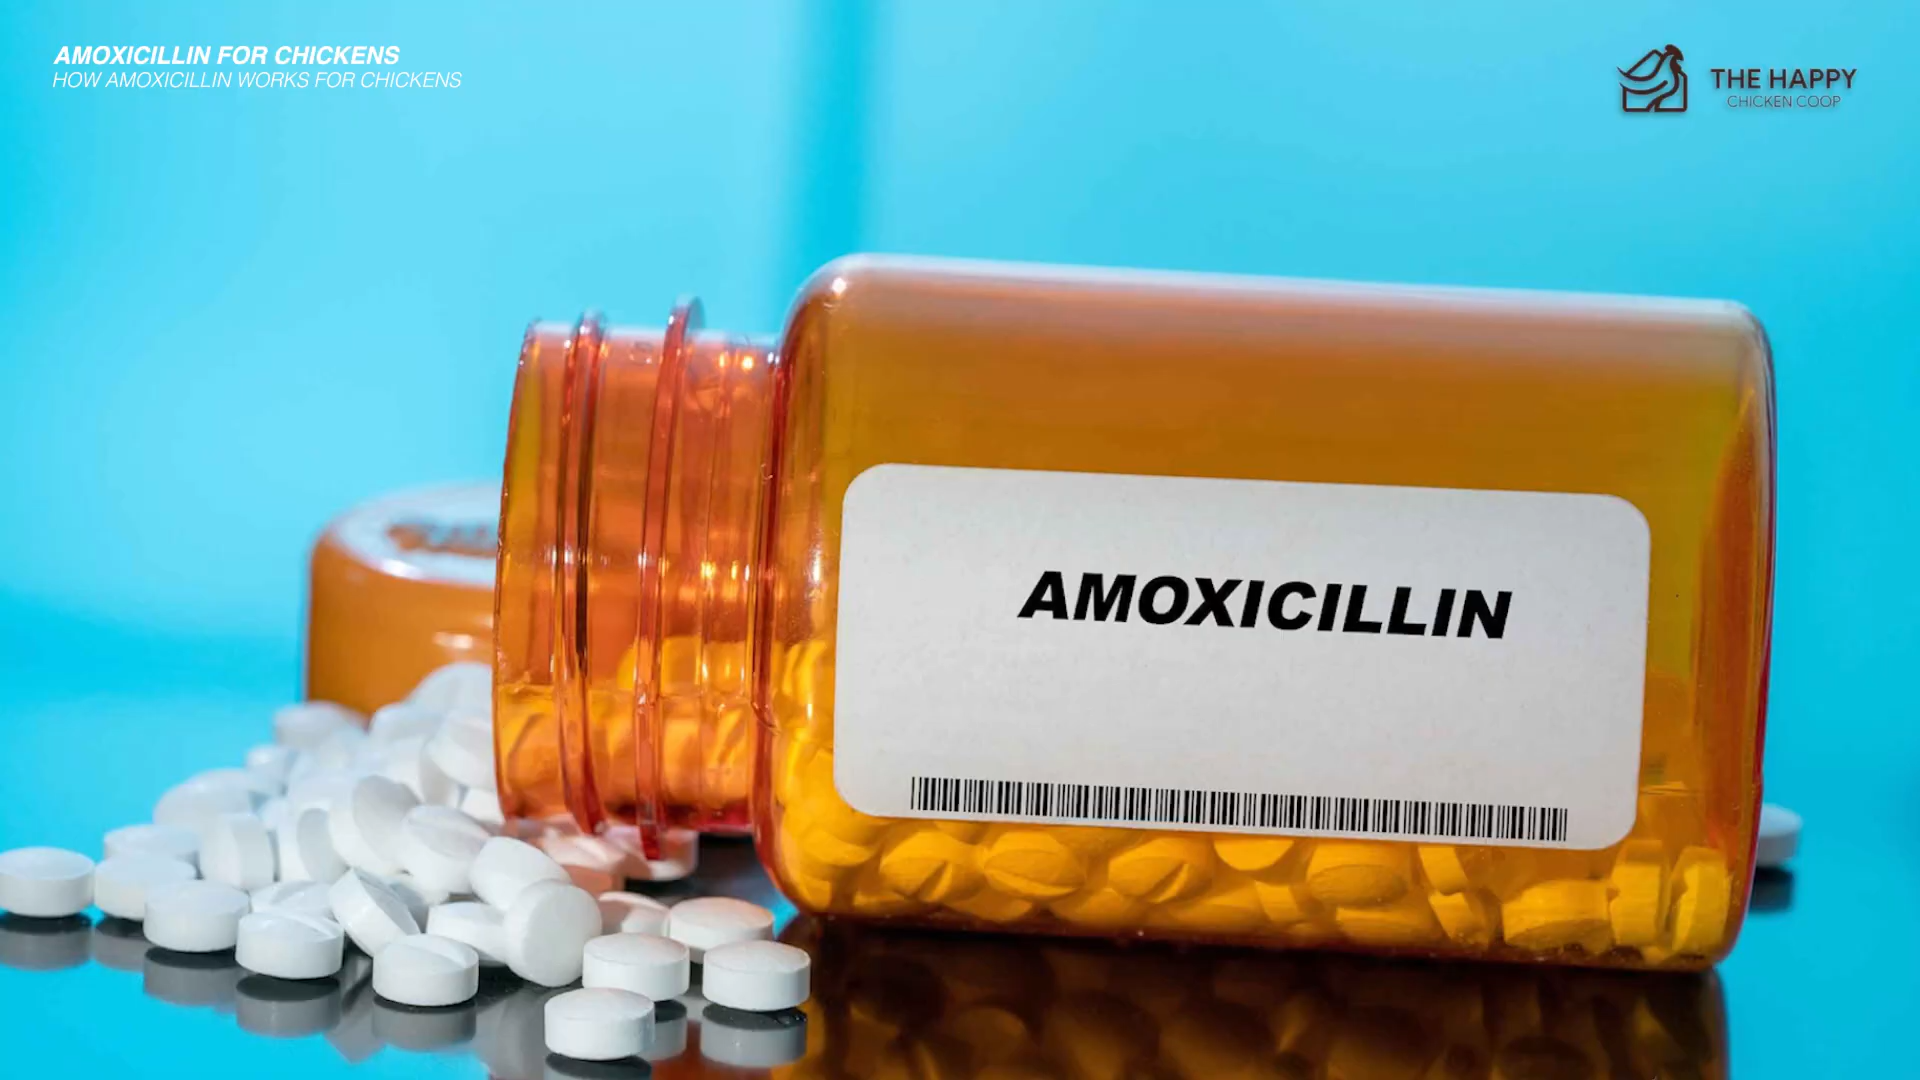 AMOXICILLIN FOR CHICKENS
HOW AMOXICILLIN WORKS FOR CHICKENS
THE HAPPY
CHICKEN COOP
AMOXICILLIN